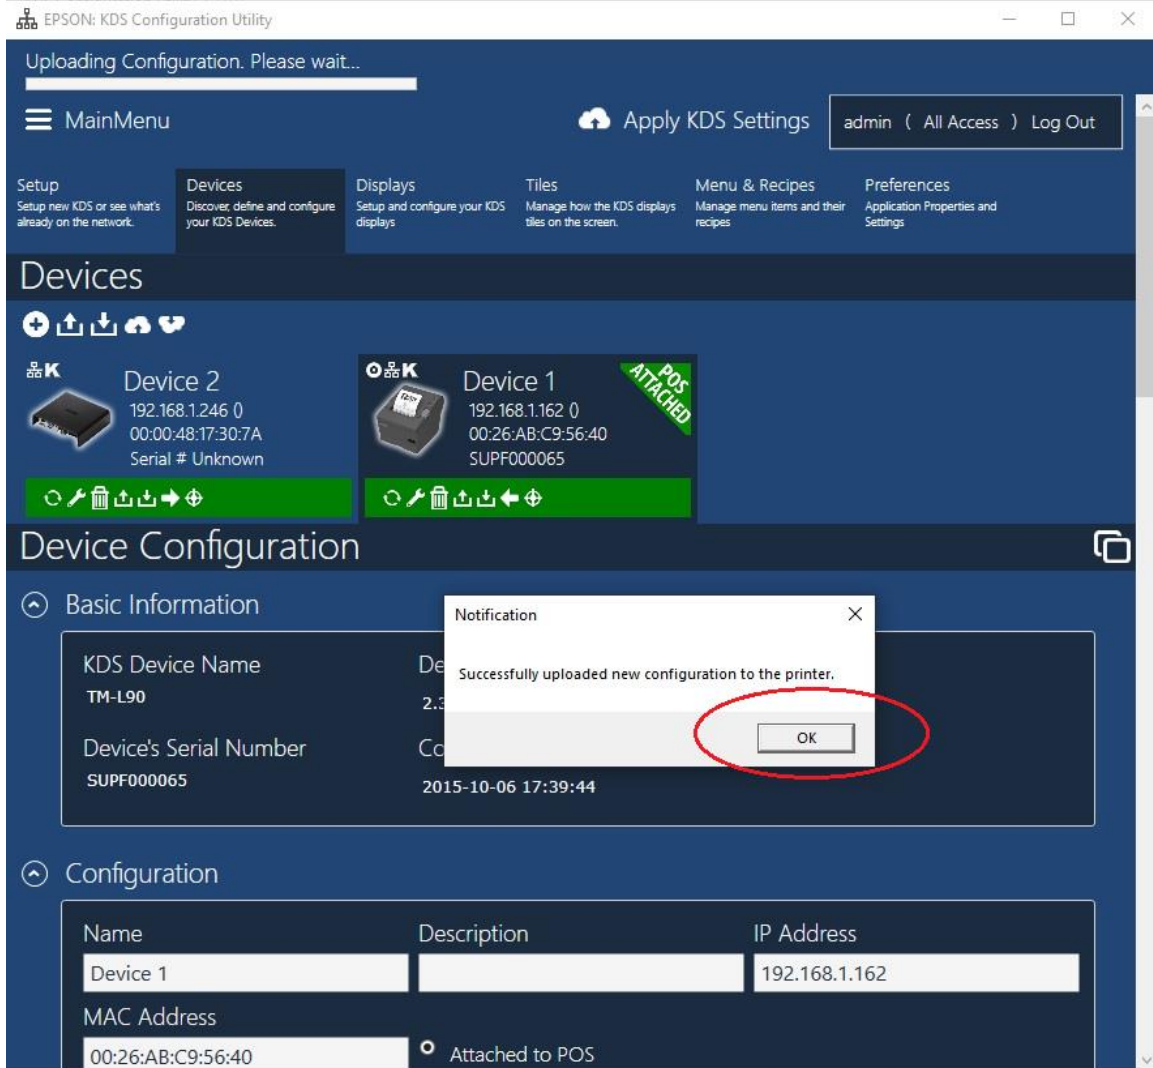 EPSON: KDS Configuration Utility
Uploading Configuration. Please wait...
MainMenu
Apply KDS Settings
admin ( All Access ) Log Out
Setup
Setup new KDS or see what's
already on the network.
Devices
Discover, define and configure
your KDS Devices.
Displays
Setup and configure your KDS
displays
Tiles
Manage how the KDS displays
tiles on the screen.
Menu & Recipes
Manage menu items and their
recipes
Preferences
Application Properties and
Settings
Devices
K
Device 2
192.168.1.246 ()
00:00:48:17:30:7A
Serial # Unknown
K
Device 1
192.168.1.162 ()
00:26:AB:C9:56:40
SUPF000065
POS
ATTACHED
Device Configuration
Basic Information
KDS Device Name
TM-L90
De
2.3
Device's Serial Number
SUPF000065
Co
2015-10-06 17:39:44
Notification
Successfully uploaded new configuration to the printer.
OK
Configuration
Name
Device 1
Description
IP Address
192.168.1.162
MAC Address
00:26:AB:C9:56:40
Attached to POS